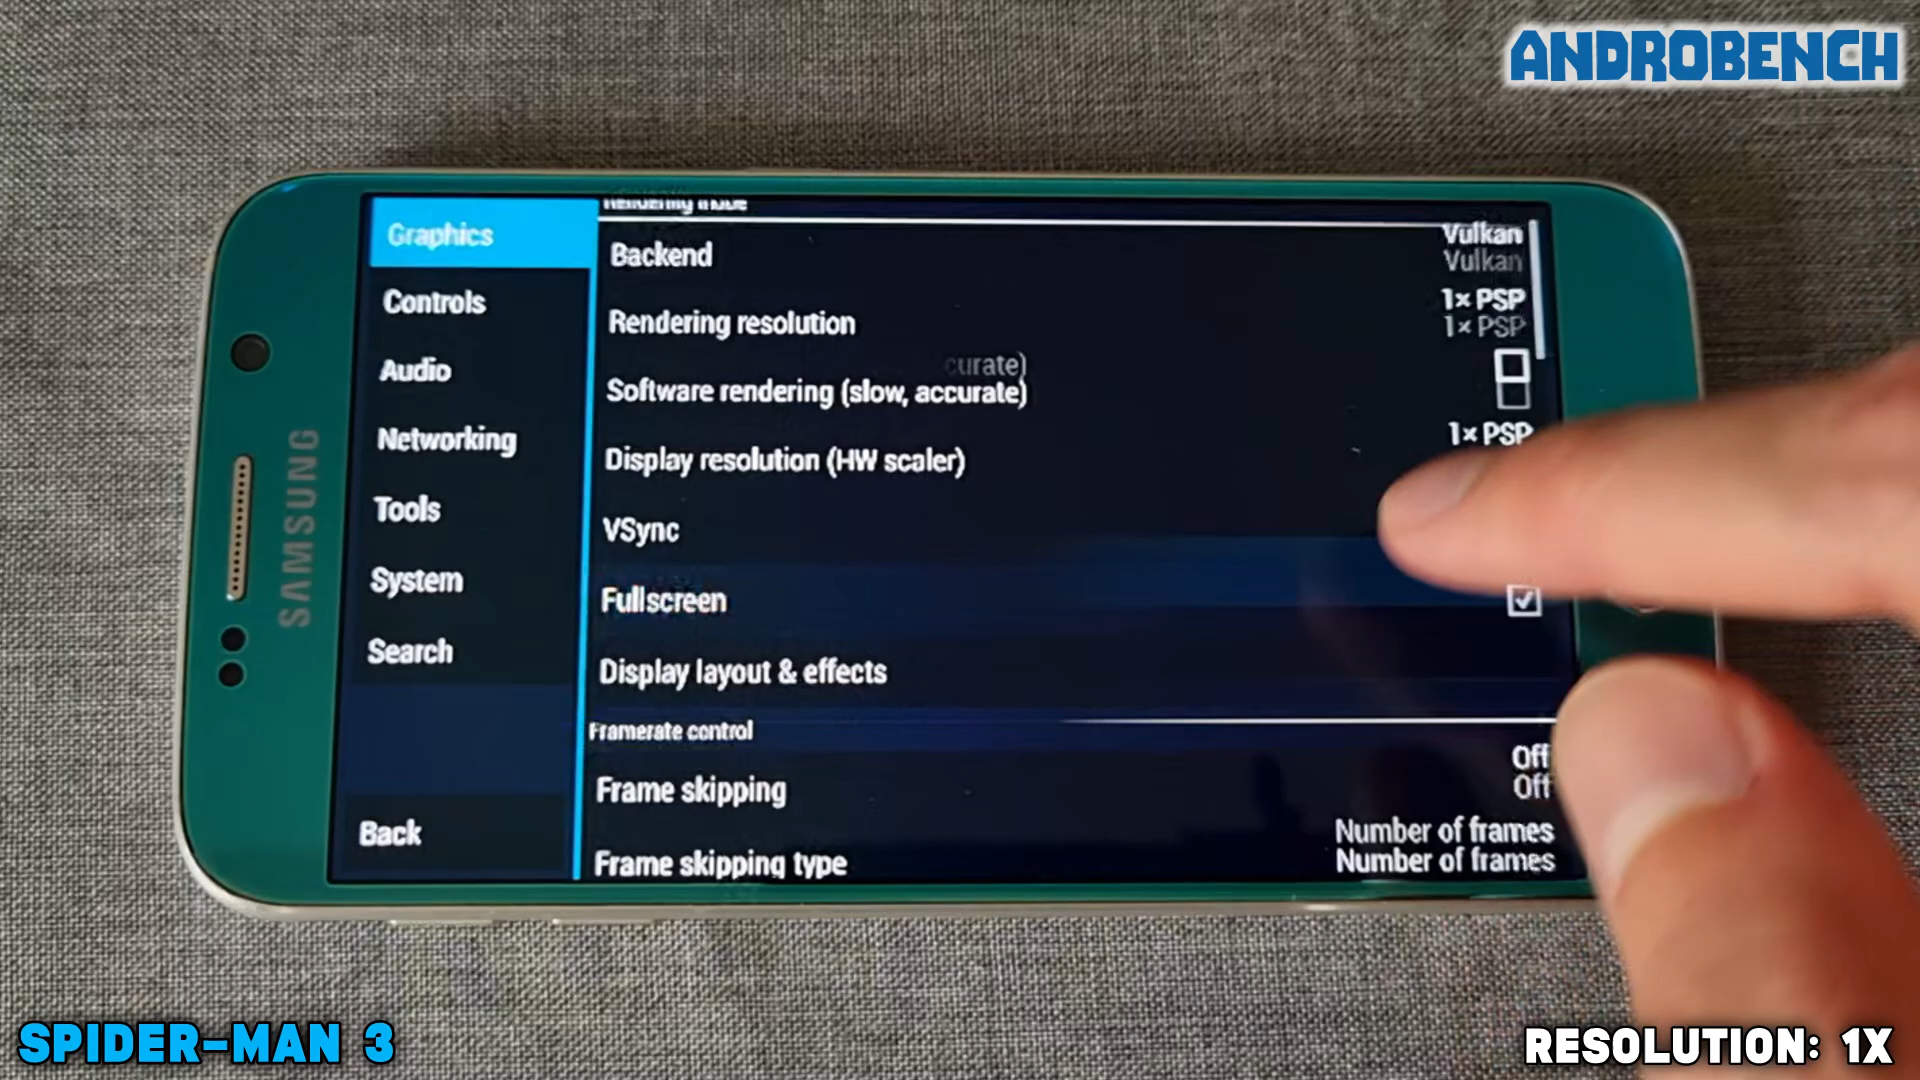 ANDROBENCH
SAMSUNG
Graphics
Controls
Audio
Networking
Tools
System
Search
Back
Rendering mode
Backend
Vulkan
Vulkan
Rendering resolution
1× PSP
1× PSP
curate)
Software rendering (slow, accurate)
Display resolution (HW scaler)
1× PSP
VSync
Fullscreen
Display layout & effects
Framerate control
Frame skipping
Off
Off
Frame skipping type
Number of frames
Number of frames
SPIDER-MAN 3
RESOLUTION: 1X